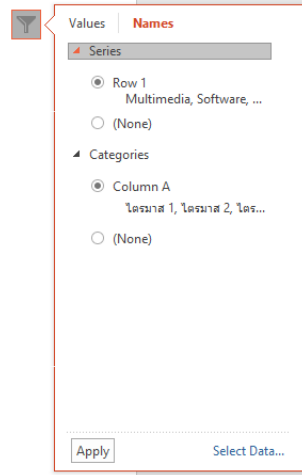 Values Names
Series
Row 1
Multimedia, Software, ...
(None)
Categories
Column A
ไตรมาส 1, ไตรมาส 2, ไตร...
(None)
Apply Select Data...